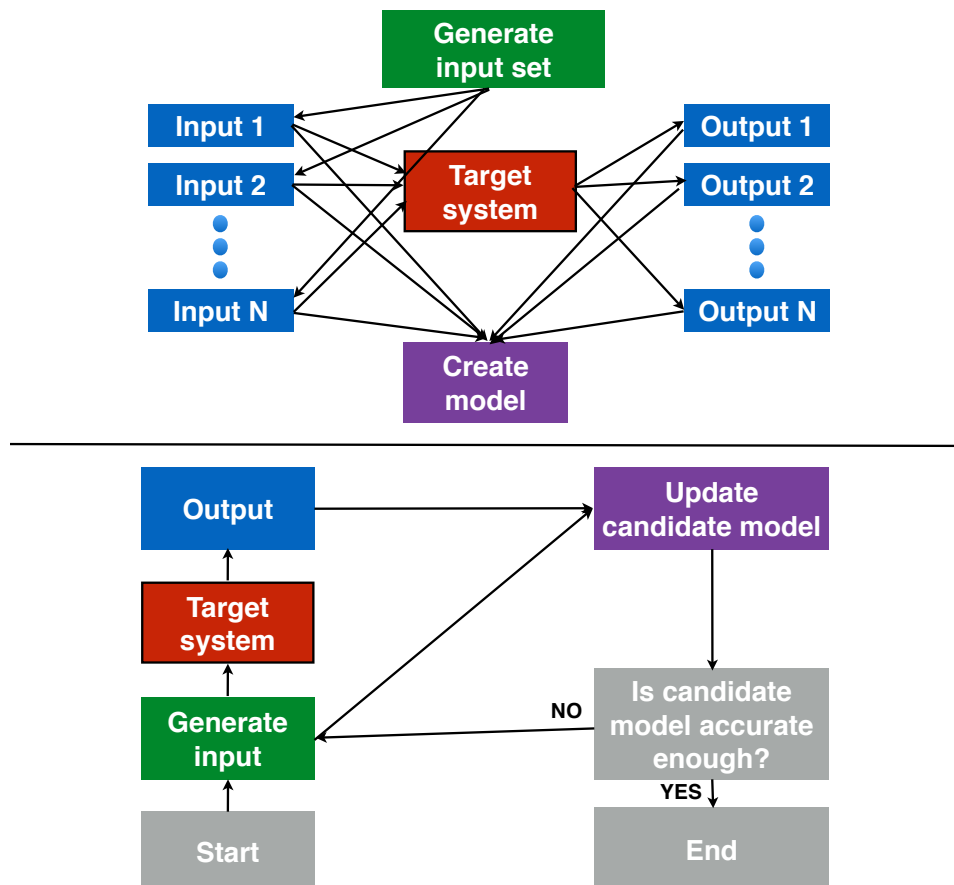 Generate
input set
Input 1
Output 1
Input 2
Target
system
Output 2
Input N
Output N
Create
model
Output
Update
candidate model
Target
system
Generate
input
NO
Is candidate
model accurate
enough?
YES
Start
End